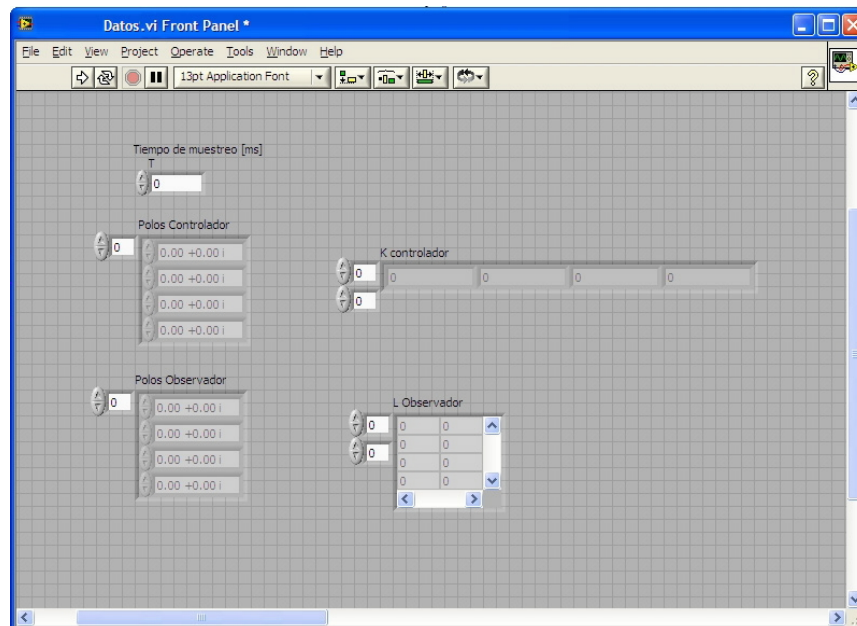 Datos.vi Front Panel *
File Edit View Project Operate Tools Window Help
13pt Application Font
Tiempo de muestreo [ms]
T
0
Polos Controlador
0
0.00 +0.00 i
0.00 +0.00 i
0.00 +0.00 i
0.00 +0.00 i
K controlador
0
0
0 0 0 0
Polos Observador
0
0.00 +0.00 i
0.00 +0.00 i
0.00 +0.00 i
0.00 +0.00 i
L Observador
0
0
0 0
0 0
0 0
0 0